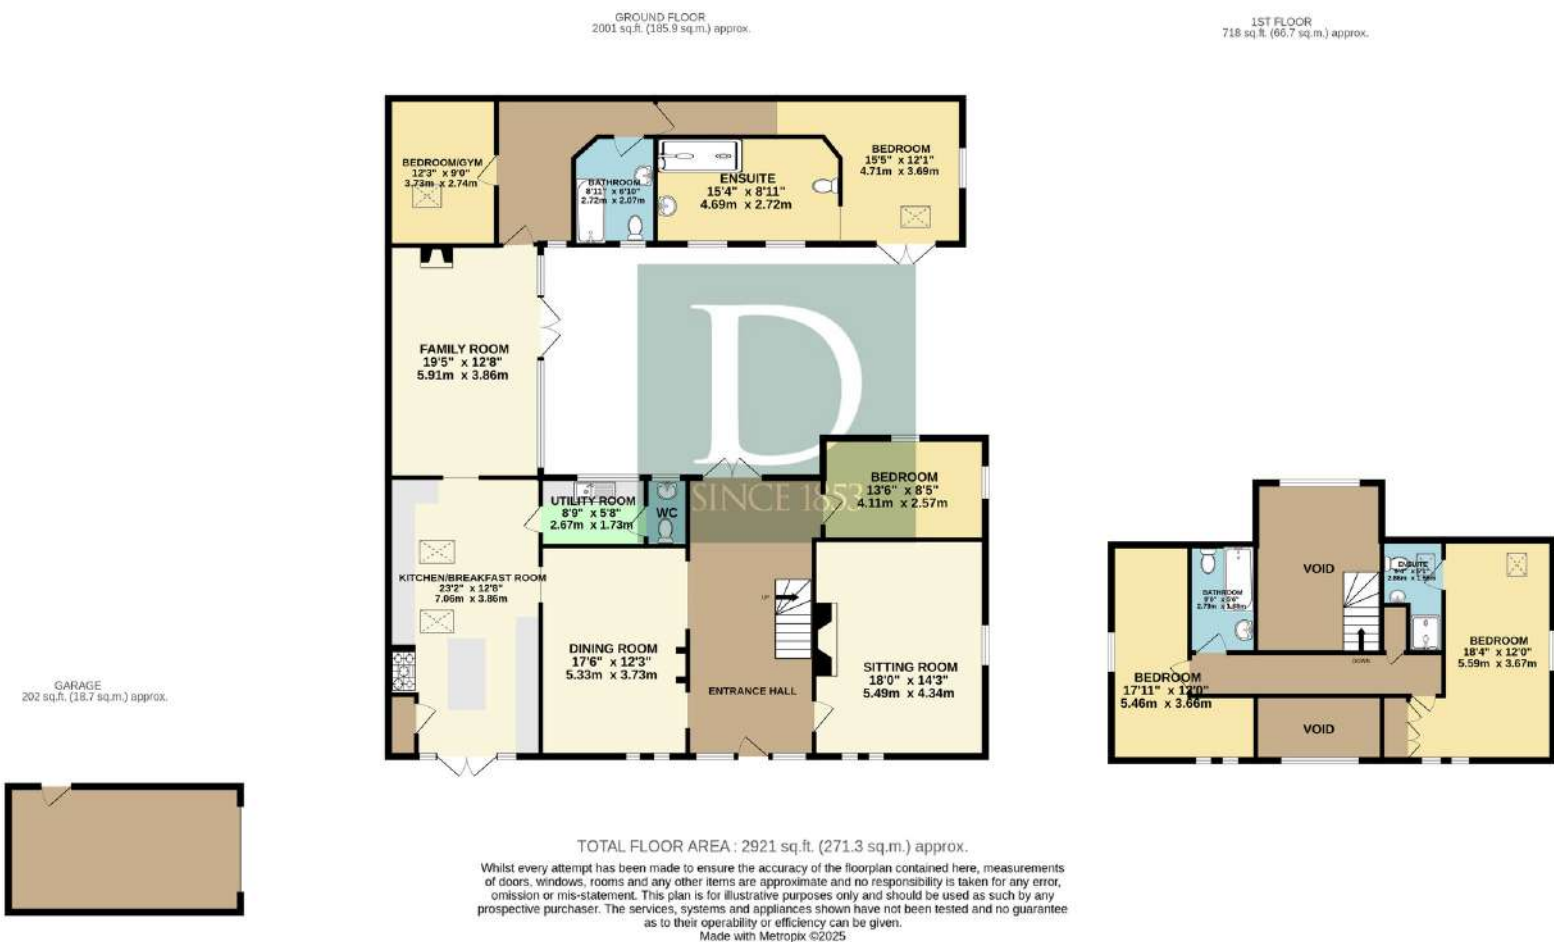 GROUND FLOOR
2001 sq.ft. (185.9 sq.m.) approx.
1ST FLOOR
718 sq.ft. (66.7 sq.m.) approx.
BEDROOM/GYM
12'3" x 9'0"
3.73m x 2.74m
BATHROOM
8'11" x 6'10"
2.72m x 2.07m
ENSUITE
15'4" x 8'11"
4.69m x 2.72m
BEDROOM
15'5" x 12'1"
4.71m x 3.69m
FAMILY ROOM
19'5" x 12'8"
5.91m x 3.86m
D
SINCE 1853
BEDROOM
13'6" x 8'5"
4.11m x 2.57m
UTILITY ROOM
8'9" x 5'8"
2.67m x 1.73m
WC
KITCHEN/BREAKFAST ROOM
23'2" x 12'8"
7.06m x 3.86m
DINING ROOM
17'6" x 12'3"
5.33m x 3.73m
UP
ENTRANCE HALL
SITTING ROOM
18'0" x 14'3"
5.49m x 4.34m
VOID
BATHROOM
ENSUITE
DOWN
BEDROOM
17'11" x 12'0"
5.46m x 3.66m
BEDROOM
18'4" x 12'0"
5.59m x 3.67m
VOID
GARAGE
202 sq.ft. (18.7 sq.m.) approx.
TOTAL FLOOR AREA : 2921 sq.ft. (271.3 sq.m.) approx.
Whilst every attempt has been made to ensure the accuracy of the floorplan contained here, measurements
of doors, windows, rooms and any other items are approximate and no responsibility is taken for any error,
omission or mis-statement. This plan is for illustrative purposes only and should be used as such by any
prospective purchaser. The services, systems and appliances shown have not been tested and no guarantee
as to their operability or efficiency can be given.
Made with Metropix ©2025